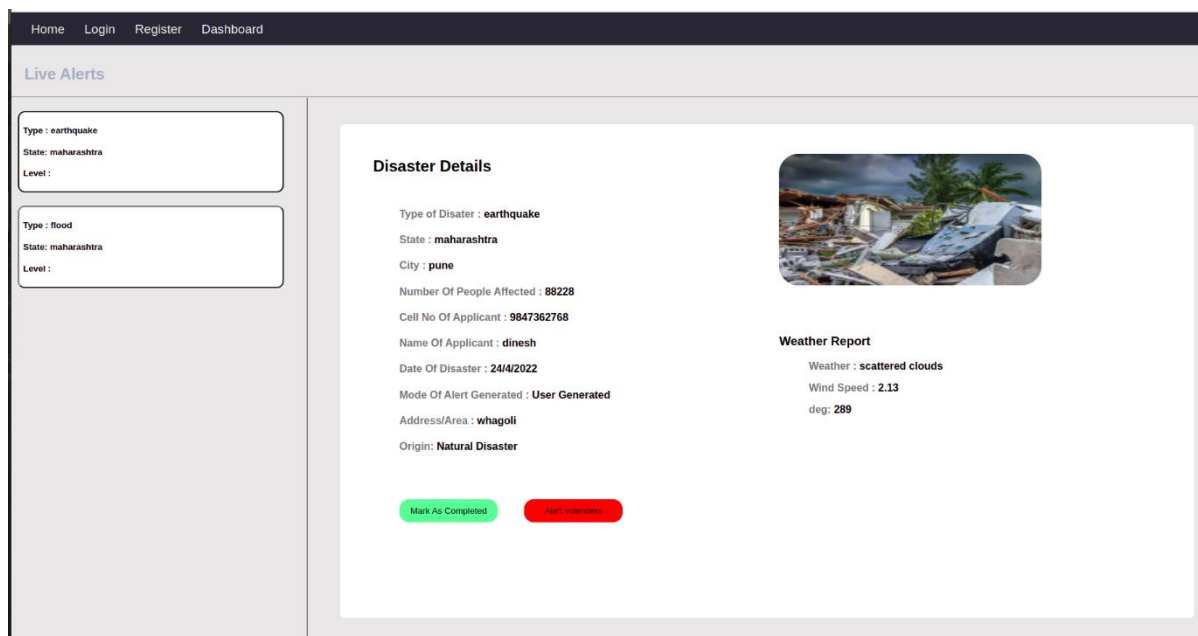 Home Login Register Dashboard
Live Alerts
Type : earthquake
State: maharashtra
Level :
Type : flood
State: maharashtra
Level :
Disaster Details
Type of Disater : earthquake
State : maharashtra
City : pune
Number Of People Affected : 88228
Cell No Of Applicant : 9847362768
Name Of Applicant : dinesh
Date Of Disaster : 24/4/2022
Mode Of Alert Generated : User Generated
Address/Area : whagoli
Origin: Natural Disaster
Mark As Completed
Alert volentiers
Weather Report
Weather : scattered clouds
Wind Speed : 2.13
deg: 289